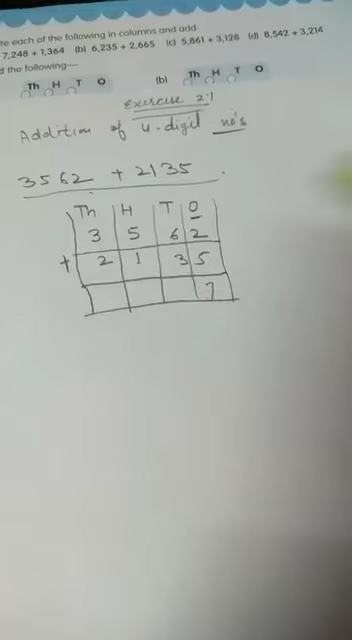 te each of the following in columns and add.
7,248 + 1,364 (b) 6,235 + 2,665 (c) 5,861 + 3,128 (d) 8,542 + 3,214
d the following—
Th H T O (b) Th H T O
Exercise 2.1
Addition of 4-digit no's
3562 + 2135
Th H T O
3 5 6 2
+ 2 1 3 5
7